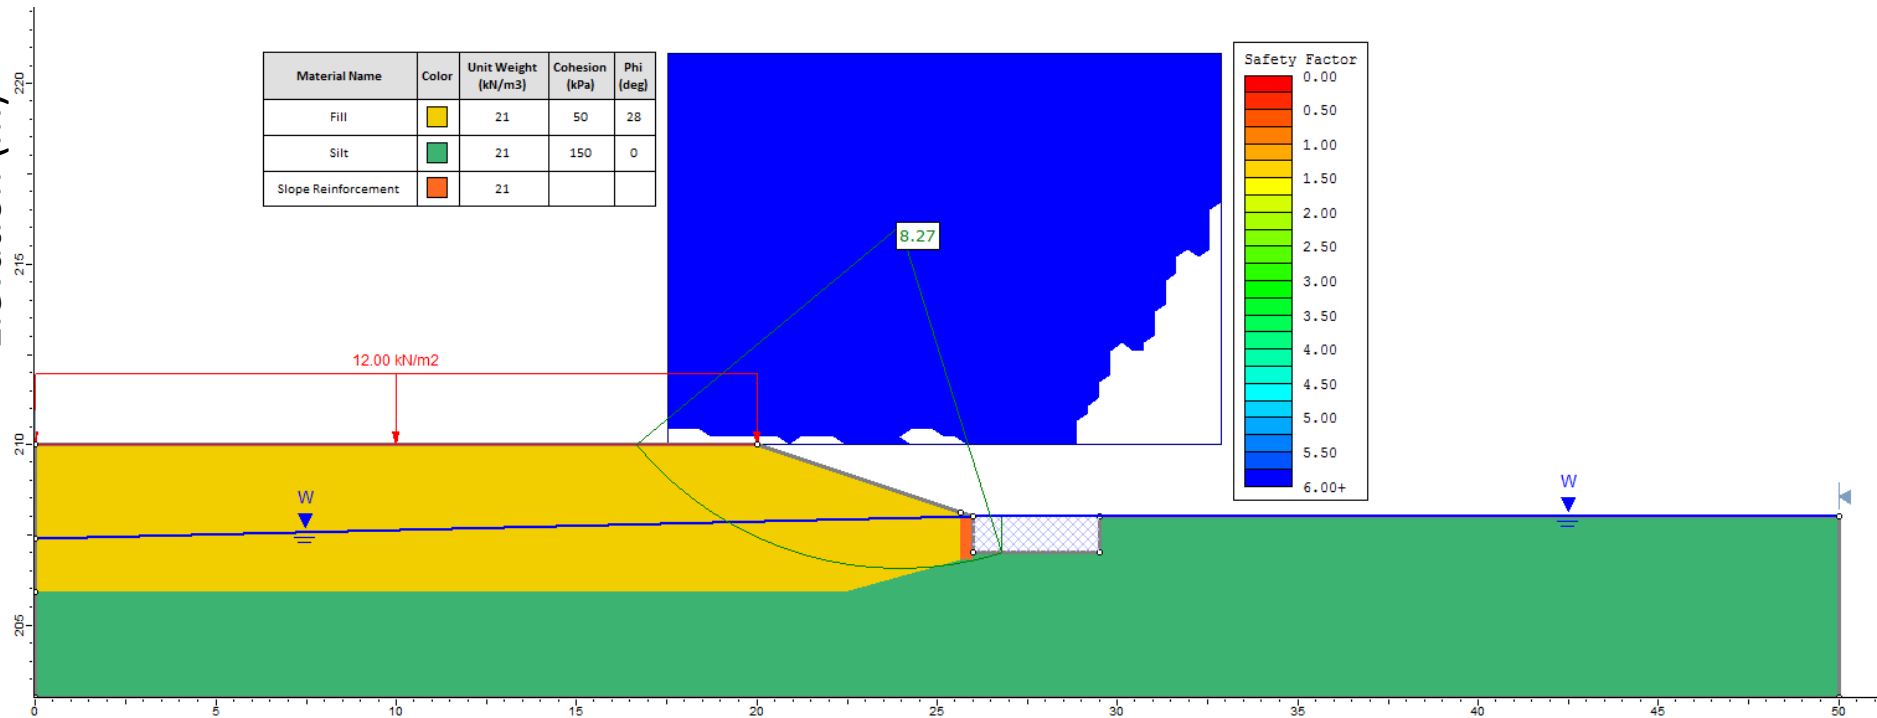 Material Name Color Unit Weight (kN/m3) Cohesion (kPa) Phi (deg)
Fill 21 50 28
Silt 21 150 0
Slope Reinforcement 21
Safety Factor
0.00
0.50
1.00
1.50
2.00
2.50
3.00
3.50
4.00
4.50
5.00
5.50
6.00+
8.27
12.00 kN/m2
W
W
220
215
210
205
0 5 10 15 20 25 30 35 40 45 50